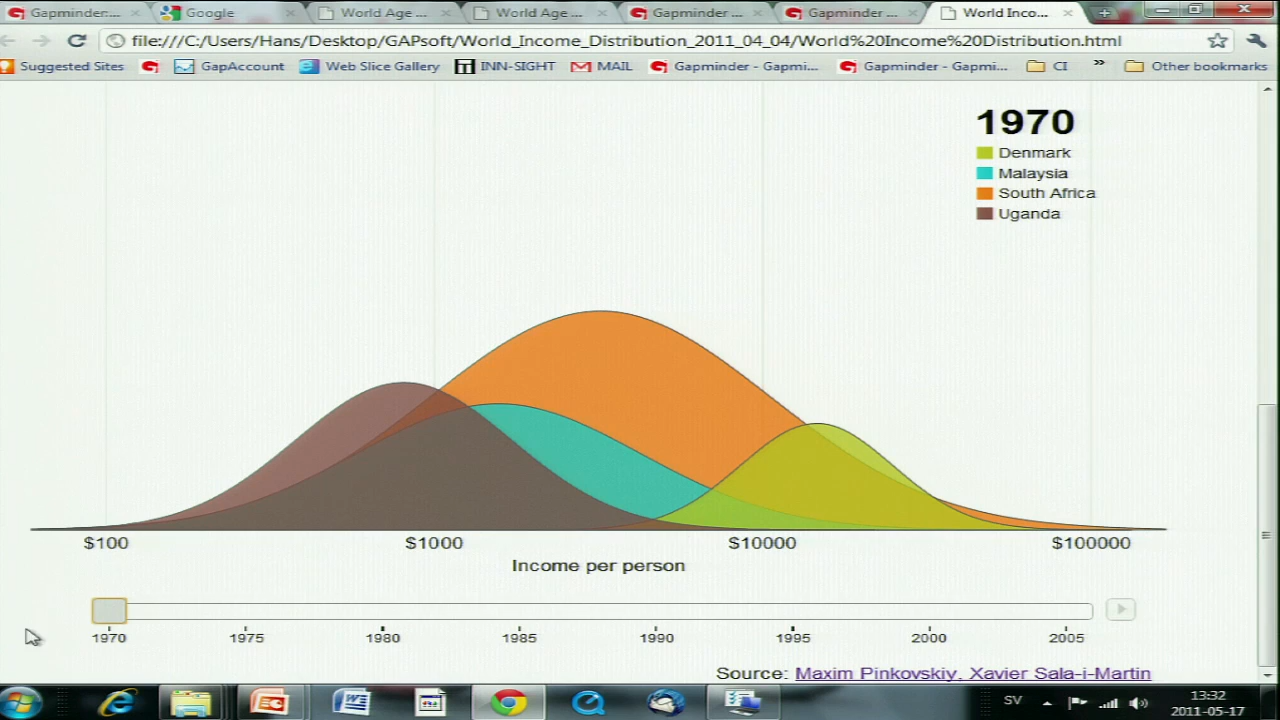 Gapminder:...
Google
World Age ...
World Age ...
Gapminder ...
Gapminder ...
World Inco...
file:///C:/Users/Hans/Desktop/GAPsoft/World_Income_Distribution_2011_04_04/World%20Income%20Distribution.html
Suggested Sites
GapAccount
Web Slice Gallery
INN-SIGHT
MAIL
Gapminder - Gapmi...
Gapminder - Gapmi...
CI
»
Other bookmarks
1970
Denmark
Malaysia
South Africa
Uganda
$100 $1000 $10000 $100000
Income per person
1970 1975 1980 1985 1990 1995 2000 2005
Source: Maxim Pinkovskiy, Xavier Sala-i-Martin
SV
13:32
2011-05-17